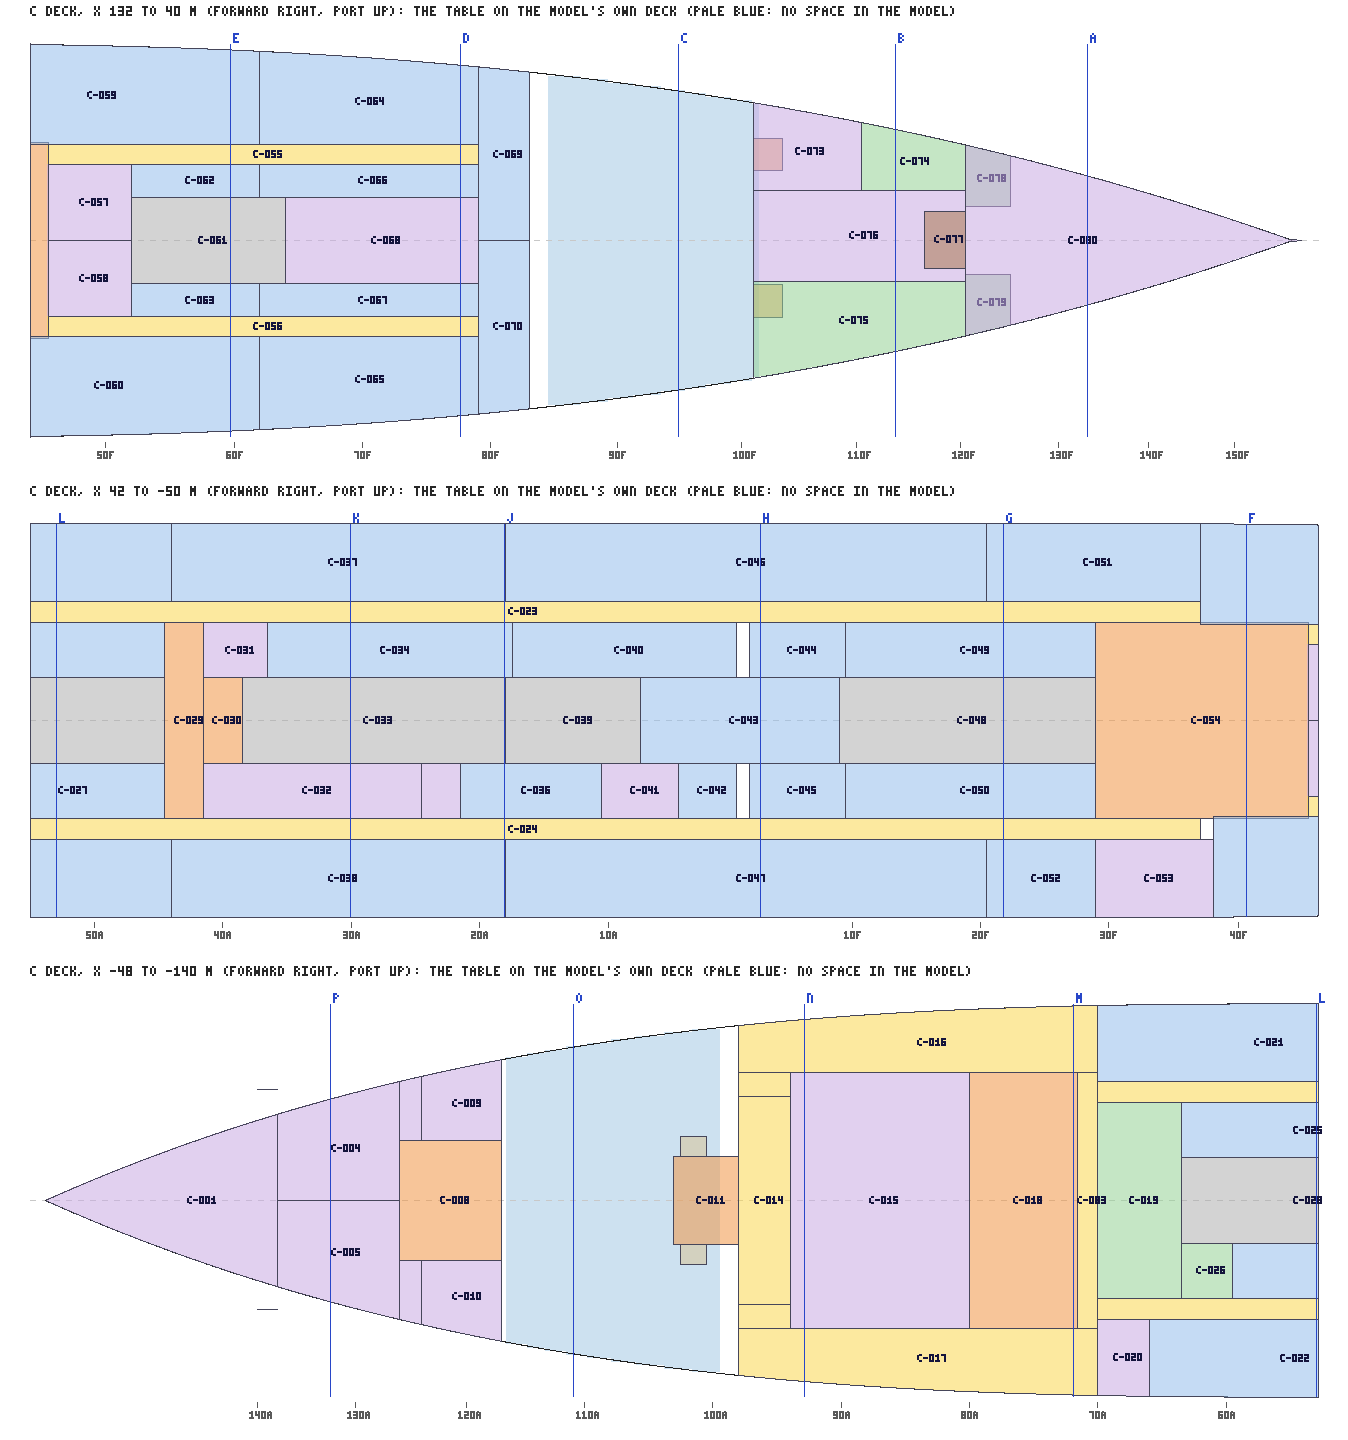 C DECK, X 132 TO 40 M (FORWARD RIGHT, PORT UP): THE TABLE ON THE MODEL'S OWN DECK (PALE BLUE: NO SPACE IN THE MODEL)
E D C B A
C-059 C-064 C-069 C-073 C-074 C-078
C-055
C-062 C-066
C-057
C-061 C-068 C-076 C-077 C-080
C-058
C-063 C-067 C-079
C-056 C-070 C-075
C-060 C-065
50F 60F 70F 80F 90F 100F 110F 120F 130F 140F 150F
C DECK, X 42 TO -50 M (FORWARD RIGHT, PORT UP): THE TABLE ON THE MODEL'S OWN DECK (PALE BLUE: NO SPACE IN THE MODEL)
L K J H G F
C-037 C-046 C-051
C-023
C-031 C-034 C-040 C-044 C-049
C-029 C-030 C-033 C-039 C-043 C-048 C-054
C-027 C-032 C-036 C-041 C-042 C-045 C-050
C-024
C-038 C-047 C-052 C-053
50A 40A 30A 20A 10A 10F 20F 30F 40F
C DECK, X -48 TO -140 M (FORWARD RIGHT, PORT UP): THE TABLE ON THE MODEL'S OWN DECK (PALE BLUE: NO SPACE IN THE MODEL)
P O N M L
C-016 C-021
C-009
C-004 C-025
C-001 C-008 C-011 C-014 C-015 C-018 C-083 C-019 C-028
C-005 C-026
C-010
C-017 C-020 C-022
140A 130A 120A 110A 100A 90A 80A 70A 60A